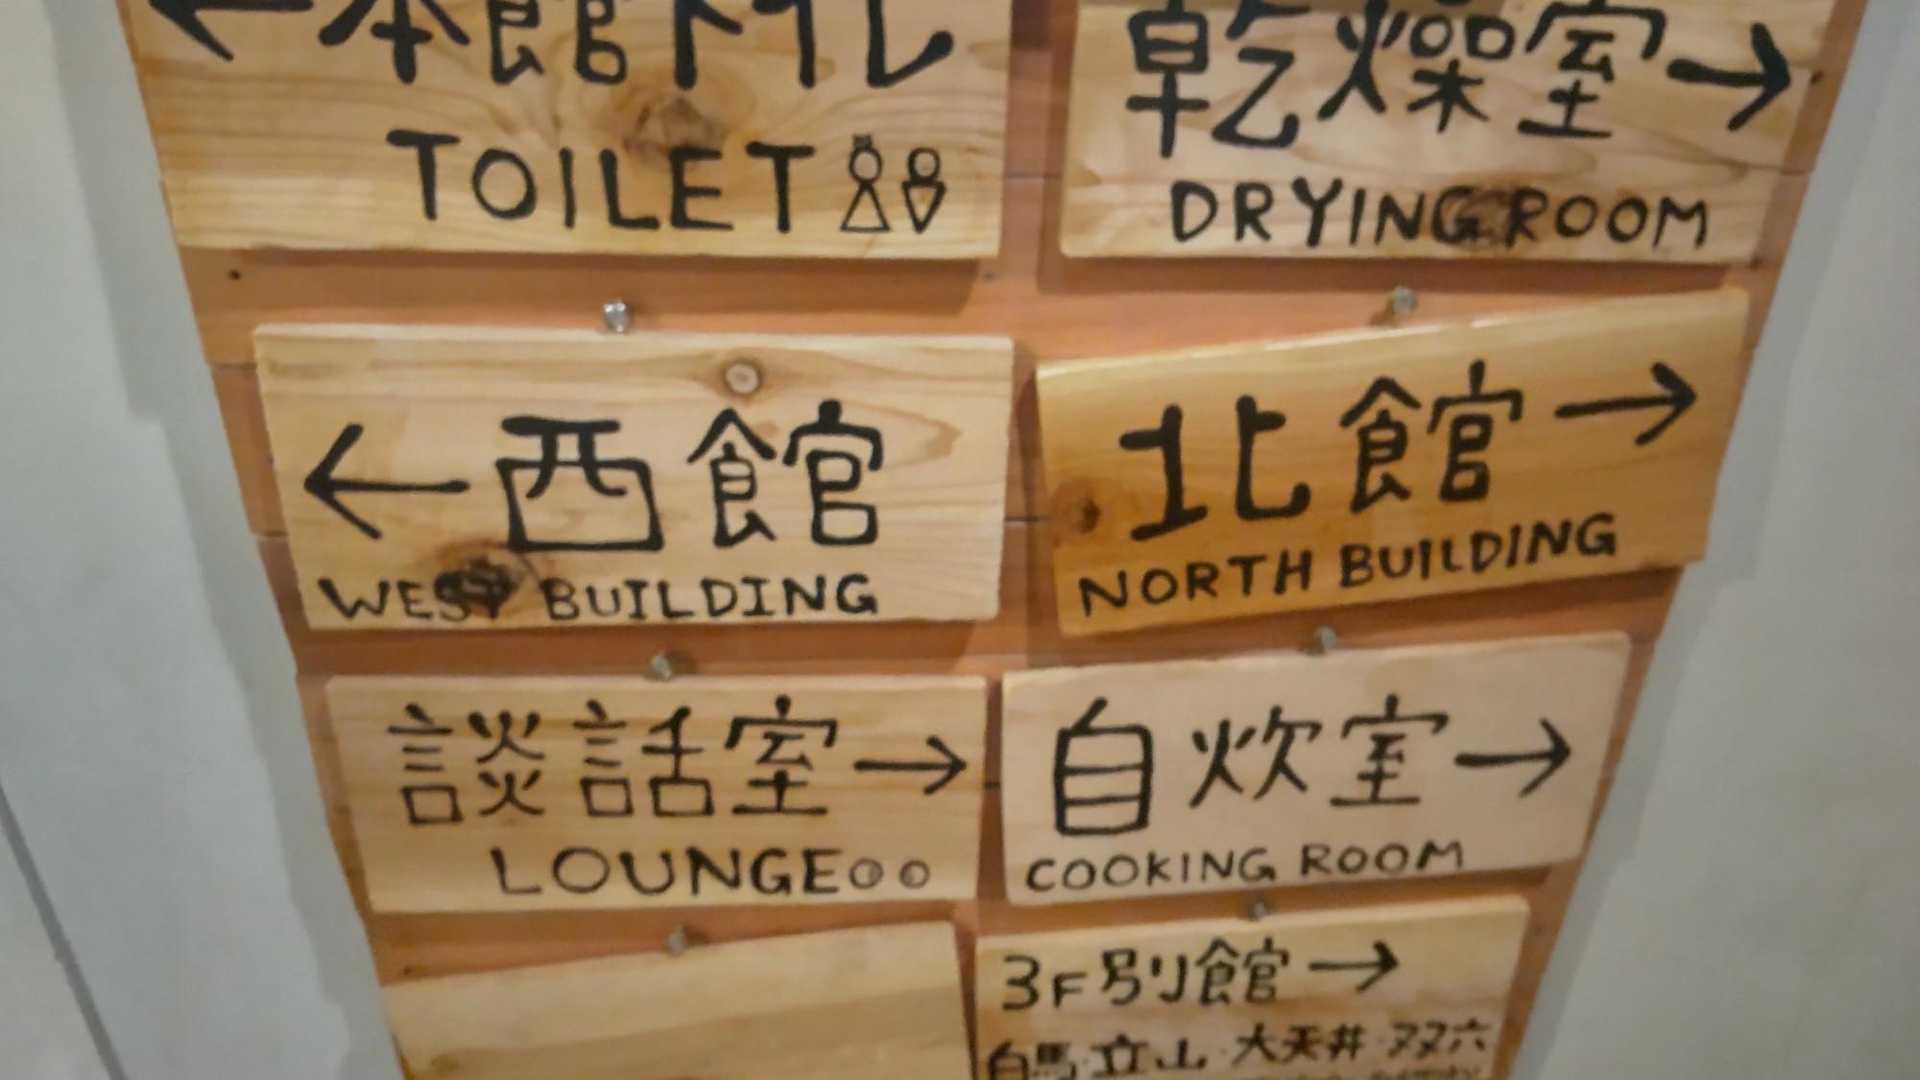 ← 本館トイレ
TOILET
乾燥室 →
DRYING ROOM
← 西館
WEST BUILDING
北館 →
NORTH BUILDING
談話室 →
LOUNGE
自炊室 →
COOKING ROOM
3F別館 →
白馬・立山・大天井・双六